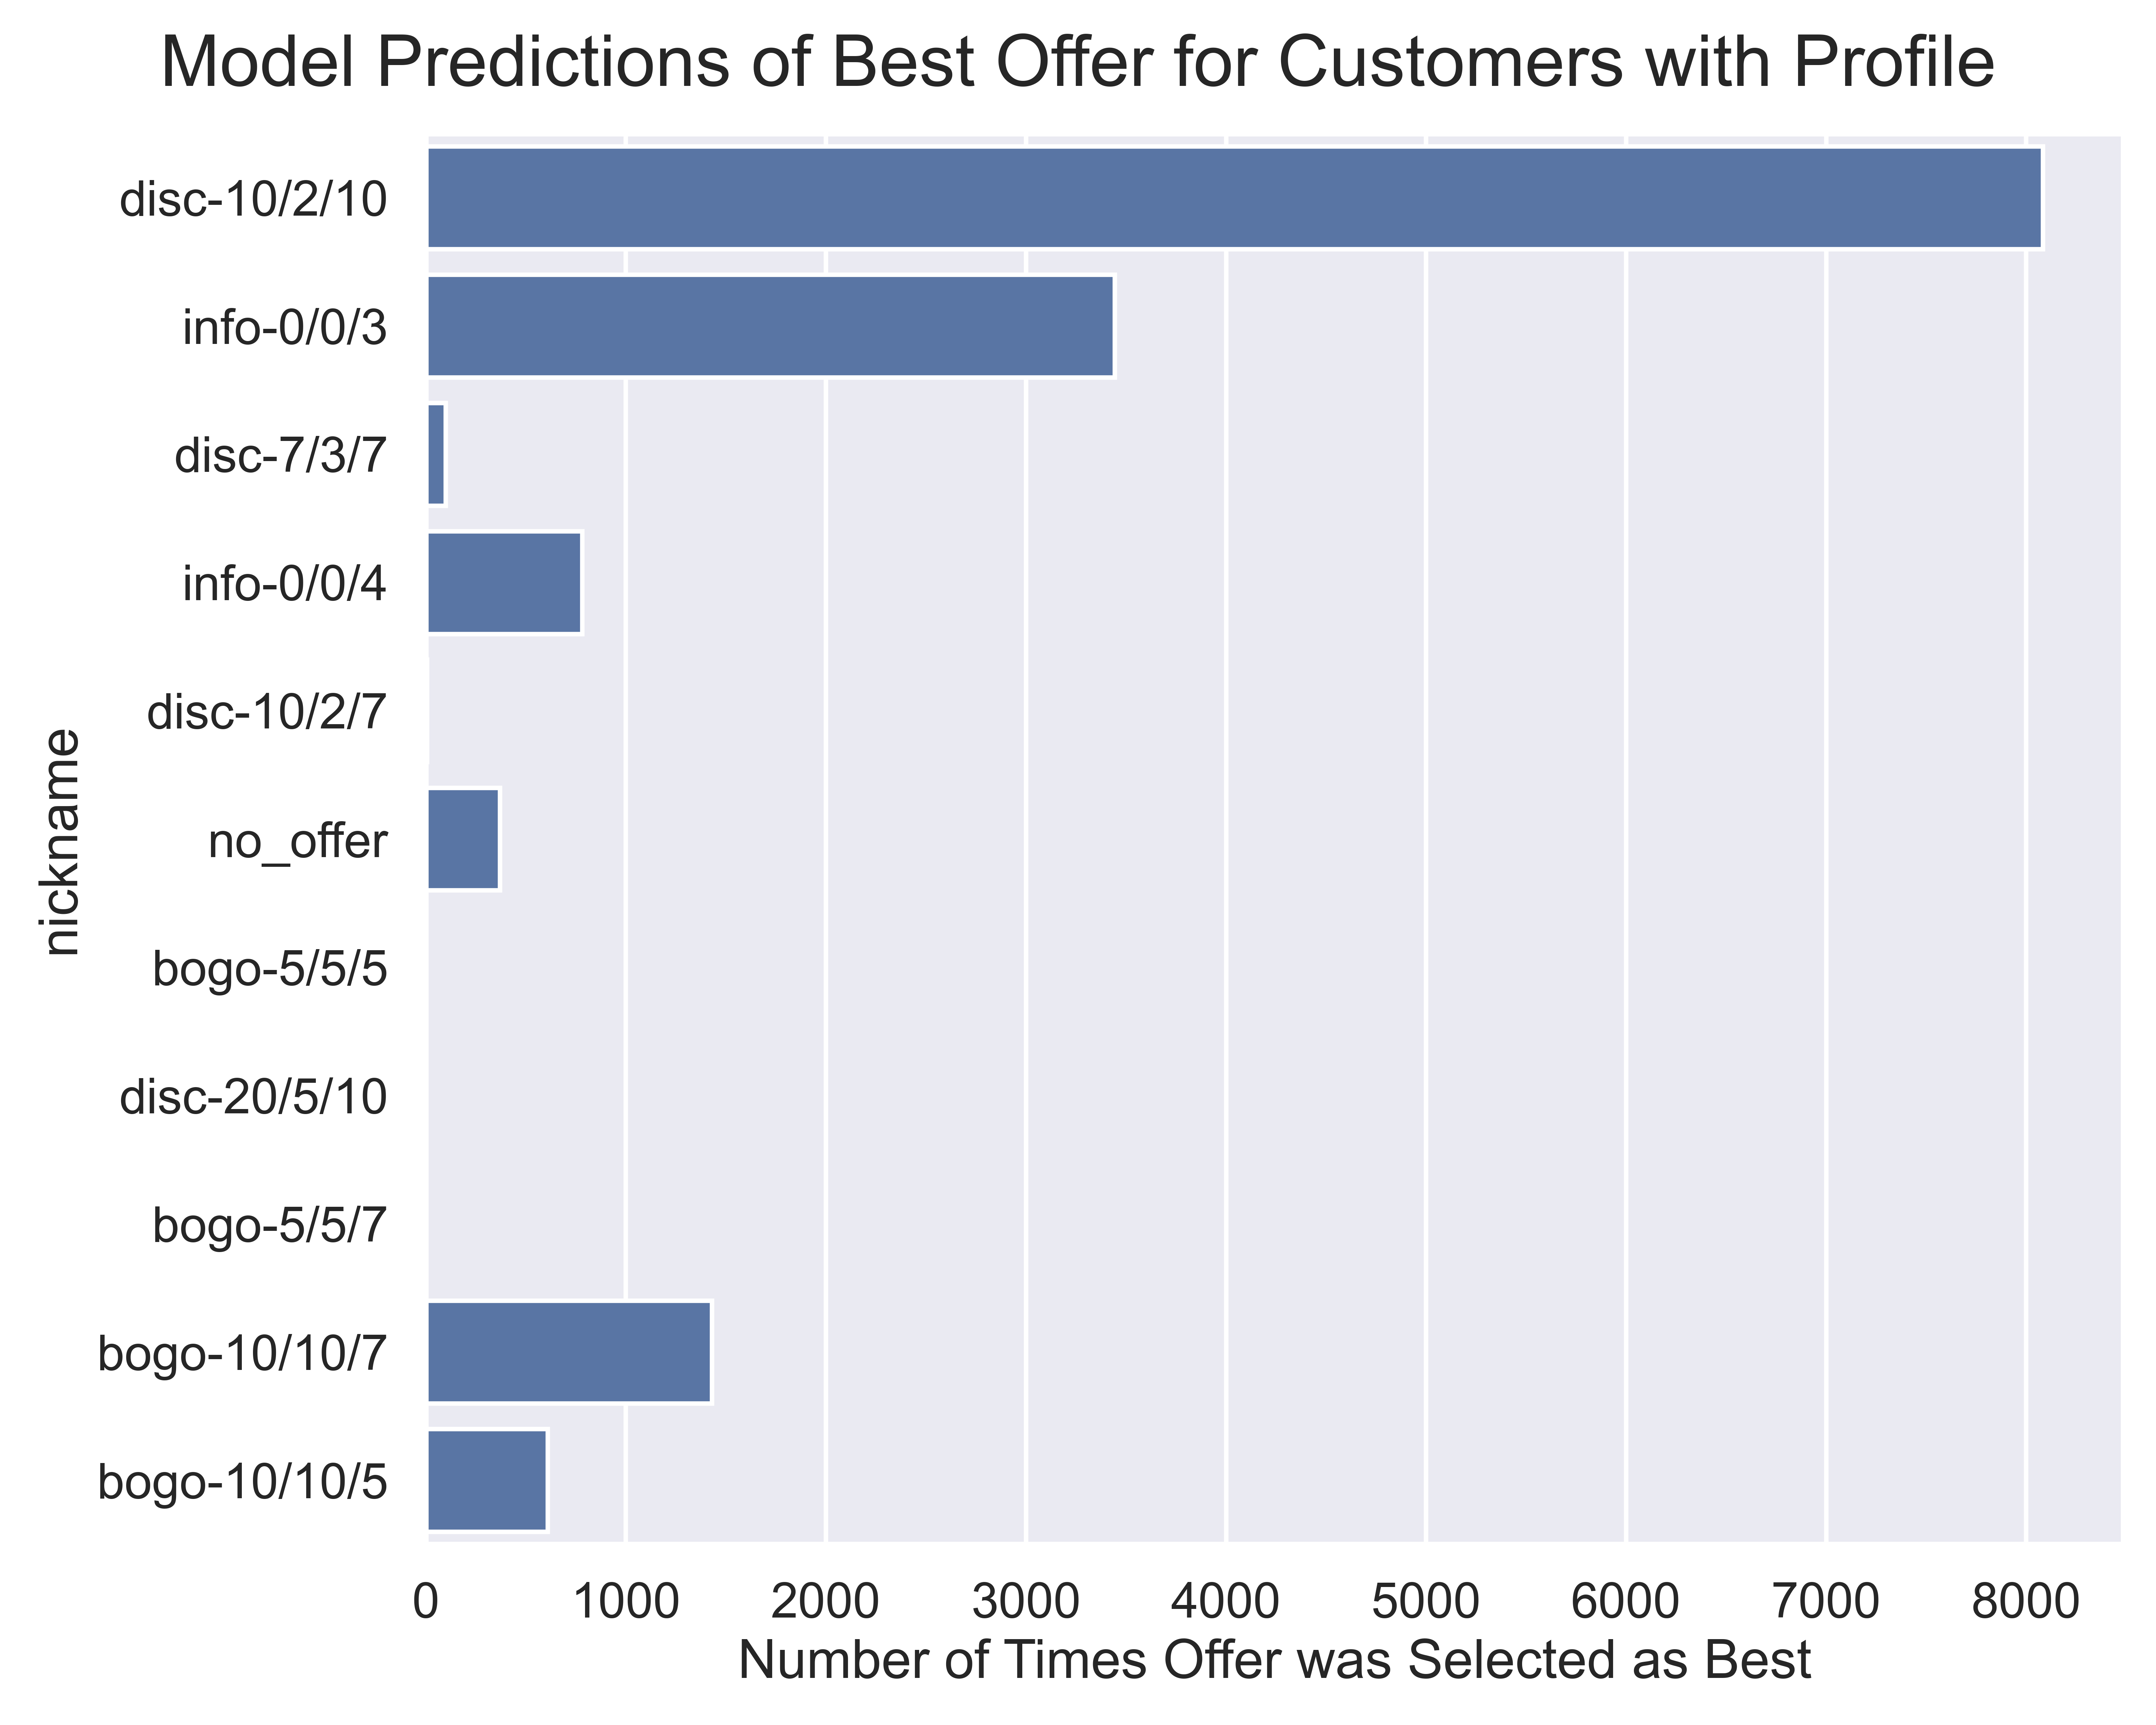 Model Predictions of Best Offer for Customers with Profile
disc-10/2/10
info-0/0/3
disc-7/3/7
info-0/0/4
disc-10/2/7
no_offer
bogo-5/5/5
disc-20/5/10
bogo-5/5/7
bogo-10/10/7
bogo-10/10/5
nickname
0 1000 2000 3000 4000 5000 6000 7000 8000
Number of Times Offer was Selected as Best